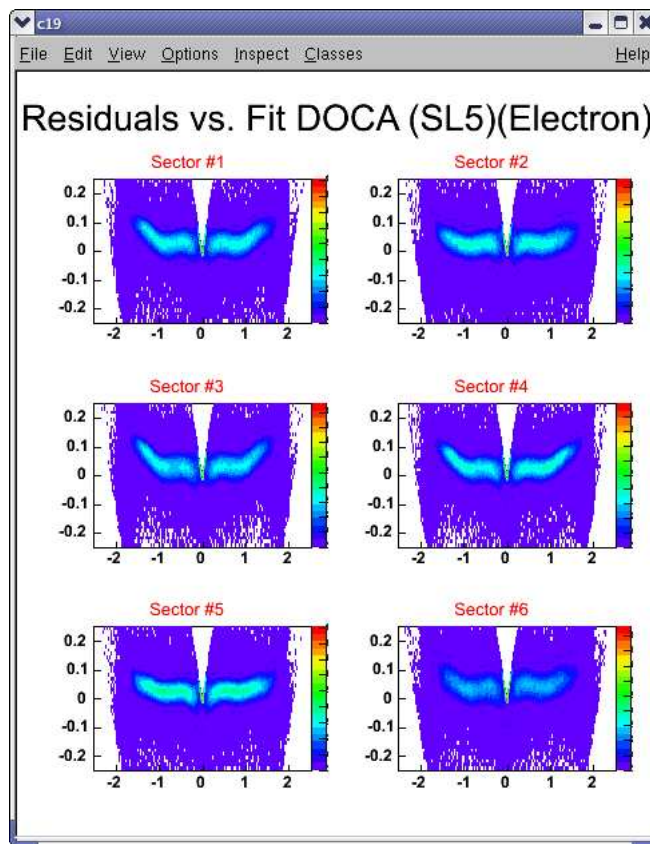 c19
File Edit View Options Inspect Classes Help
Residuals vs. Fit DOCA (SL5)(Electron)
Sector #1 Sector #2
0.2 0.2
0.1 0.1
0 0
-0.1 -0.1
-0.2 -0.2
-2 -1 0 1 2 -2 -1 0 1 2
Sector #3 Sector #4
0.2 0.2
0.1 0.1
0 0
-0.1 -0.1
-0.2 -0.2
-2 -1 0 1 2 -2 -1 0 1 2
Sector #5 Sector #6
0.2 0.2
0.1 0.1
0 0
-0.1 -0.1
-0.2 -0.2
-2 -1 0 1 2 -2 -1 0 1 2